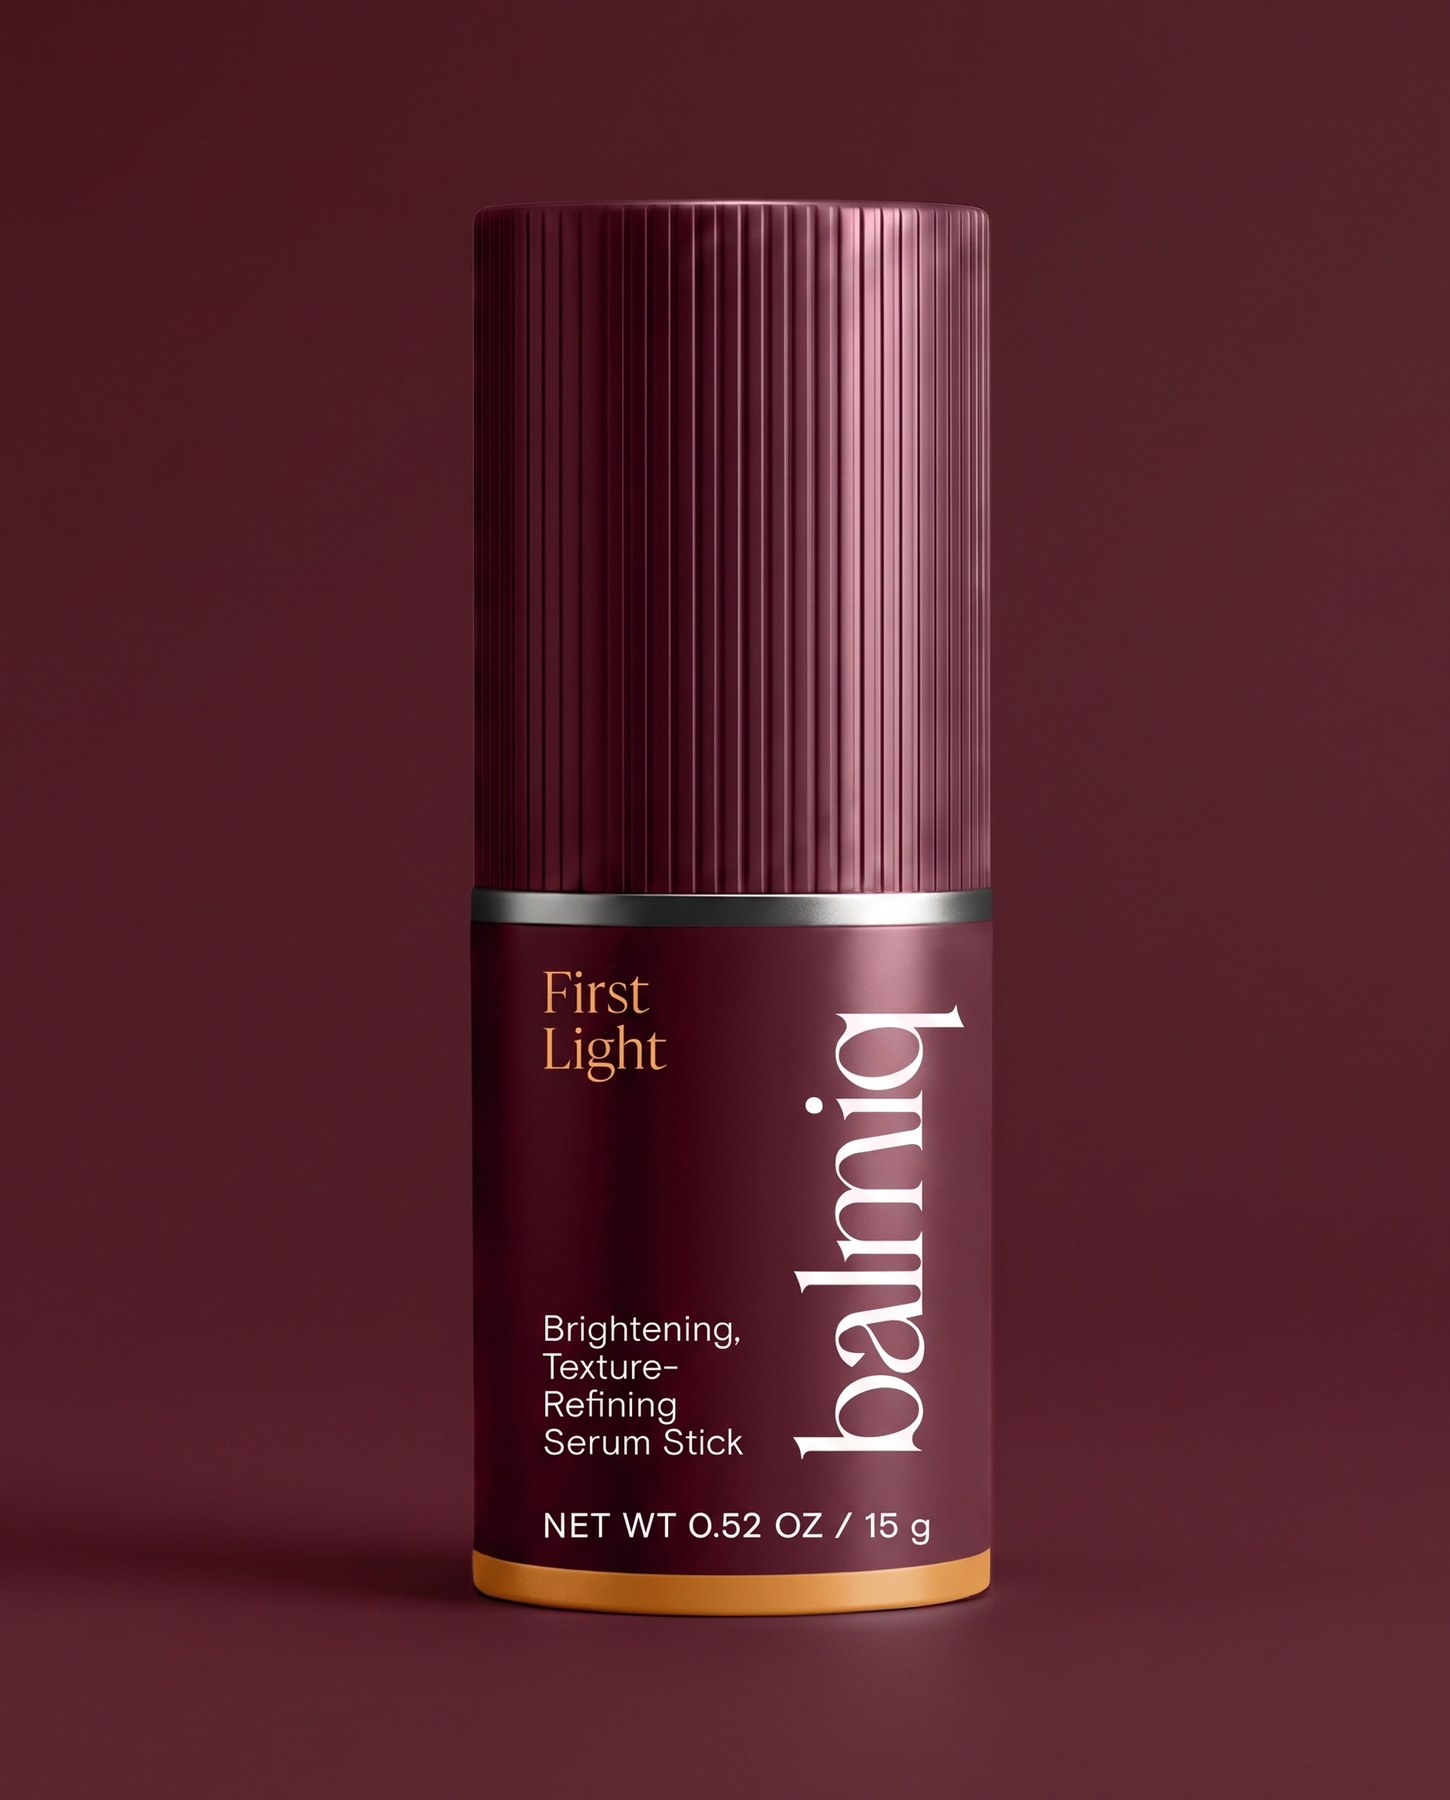 First
Light
balmiq
Brightening,
Texture-
Refining
Serum Stick
NET WT 0.52 OZ / 15 g